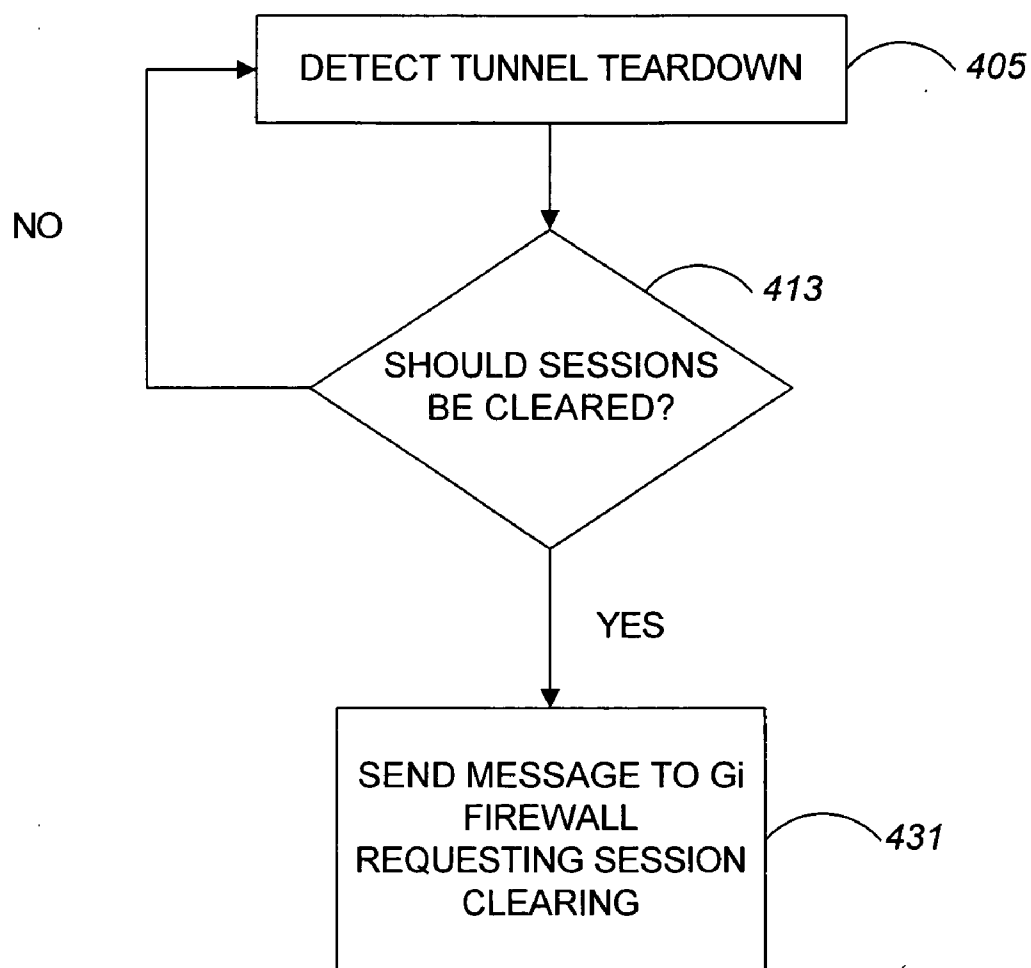 DETECT TUNNEL TEARDOWN
405
NO
413
SHOULD SESSIONS
BE CLEARED?
YES
SEND MESSAGE TO Gi
FIREWALL
REQUESTING SESSION
CLEARING
431